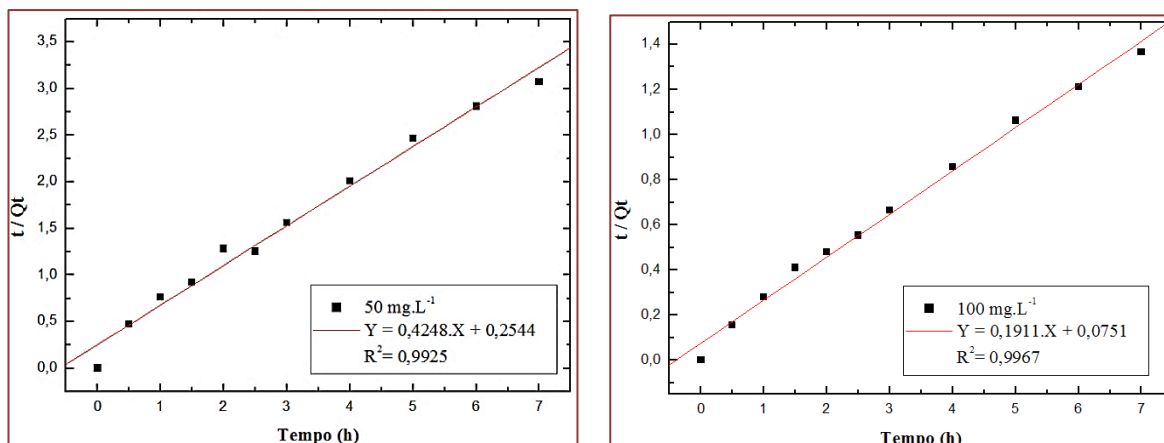 3,5
3,0
2,5
2,0
1,5
1,0
0,5
0,0
t / Qt
50 mg.L⁻¹
Y = 0,4248.X + 0,2544
R²= 0,9925
0 1 2 3 4 5 6 7
Tempo (h)
1,4
1,2
1,0
0,8
0,6
0,4
0,2
0,0
t / Qt
100 mg.L⁻¹
Y = 0,1911.X + 0,0751
R²= 0,9967
0 1 2 3 4 5 6 7
Tempo (h)